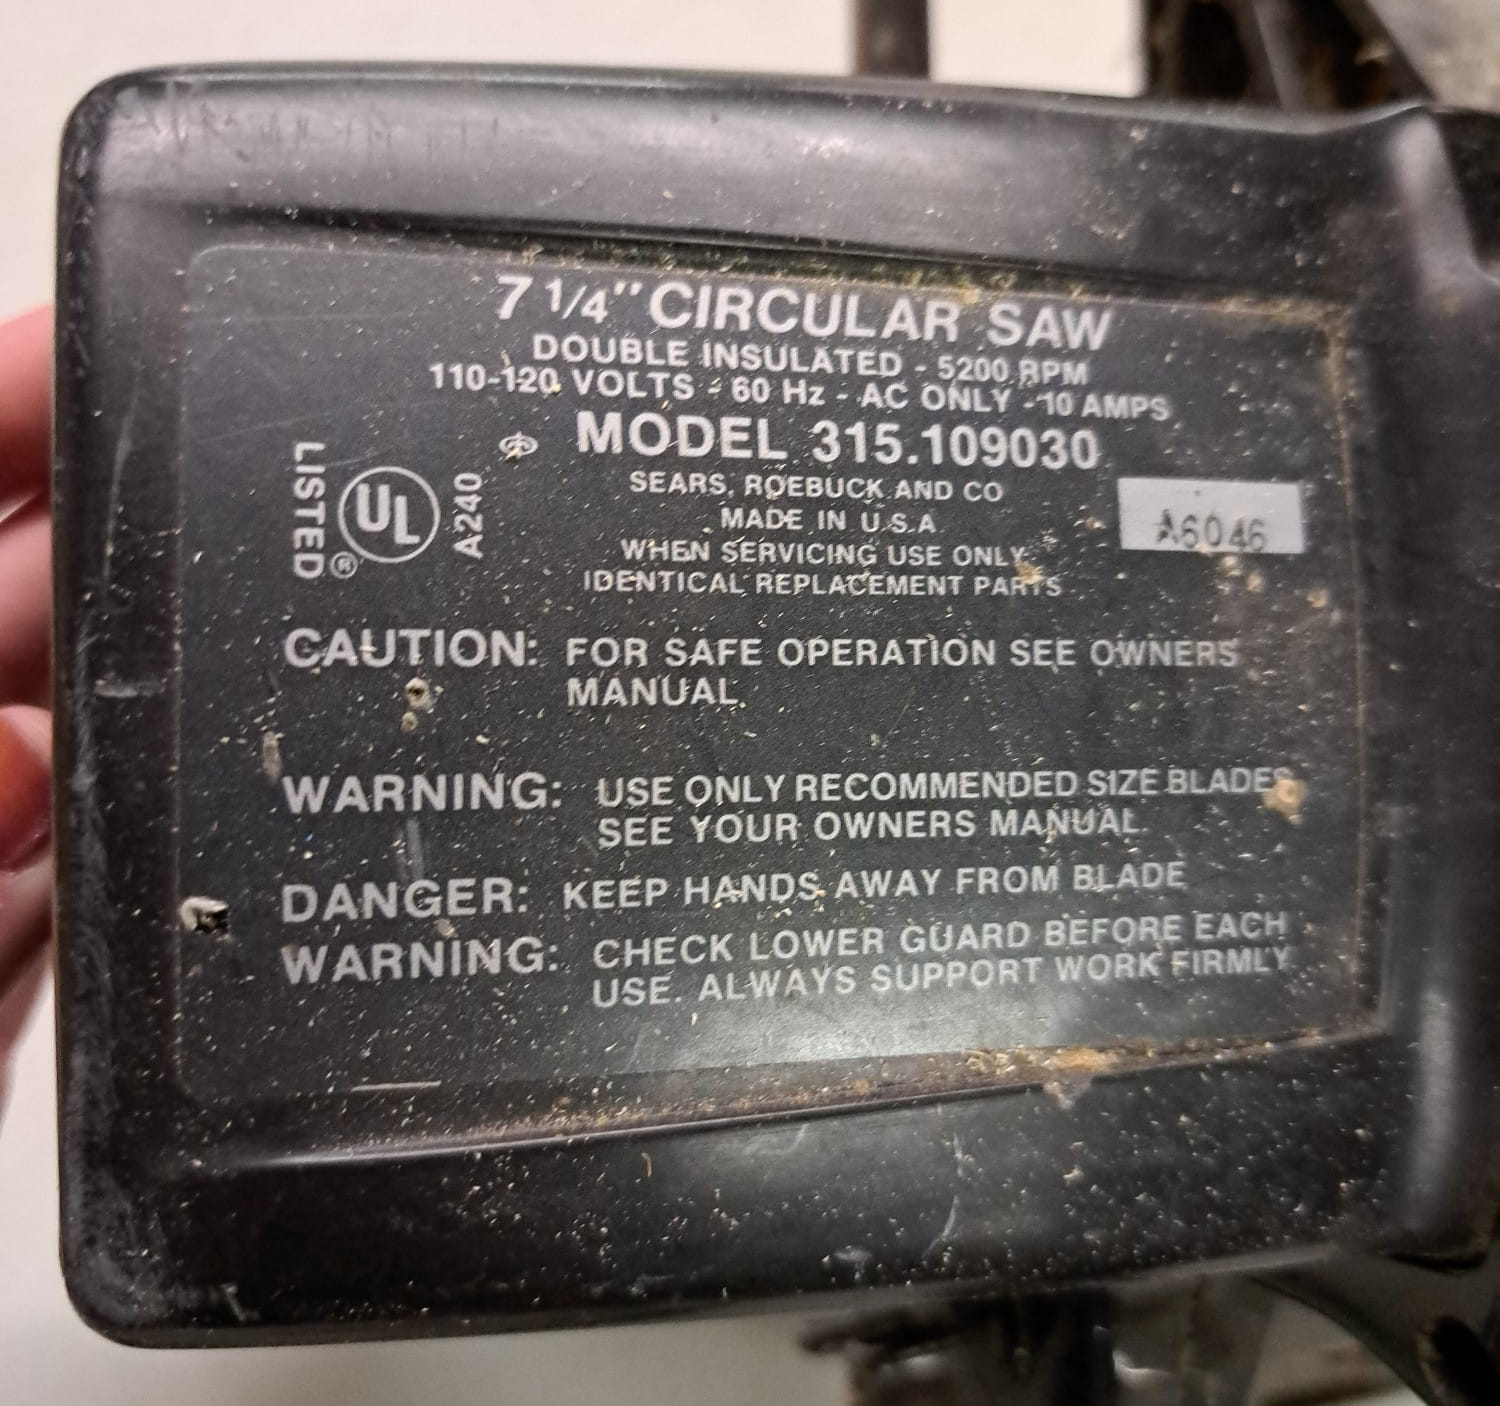 7 1/4" CIRCULAR SAW
DOUBLE INSULATED - 5200 RPM
110-120 VOLTS - 60 Hz - AC ONLY - 10 AMPS
MODEL 315.109030
SEARS, ROEBUCK AND CO
MADE IN U.S.A
WHEN SERVICING USE ONLY
IDENTICAL REPLACEMENT PARTS
LISTED
UL
®
A240
A6046
CAUTION: FOR SAFE OPERATION SEE OWNERS
MANUAL.
WARNING: USE ONLY RECOMMENDED SIZE BLADES
SEE YOUR OWNERS MANUAL.
DANGER: KEEP HANDS AWAY FROM BLADE
WARNING: CHECK LOWER GUARD BEFORE EACH
USE. ALWAYS SUPPORT WORK FIRMLY